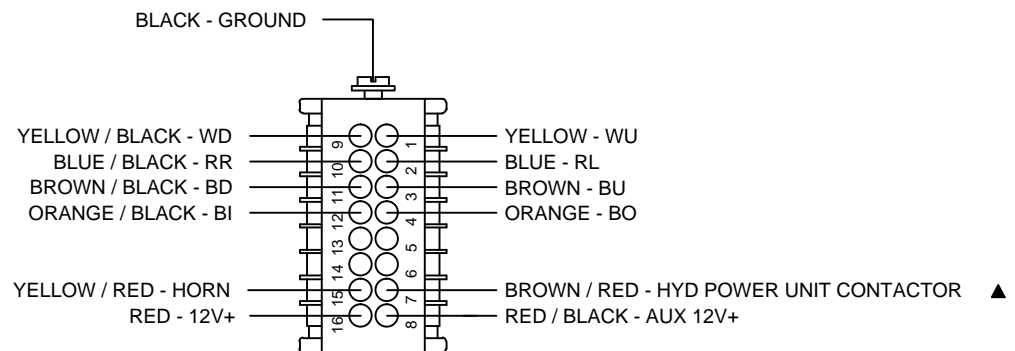 BLACK - GROUND
YELLOW / BLACK - WD 9 1 YELLOW - WU
BLUE / BLACK - RR 10 2 BLUE - RL
BROWN / BLACK - BD 11 3 BROWN - BU
ORANGE / BLACK - BI 12 4 ORANGE - BO
13 5
14 6
YELLOW / RED - HORN 15 7 BROWN / RED - HYD POWER UNIT CONTACTOR ▲
RED - 12V+ 16 8 RED / BLACK - AUX 12V+